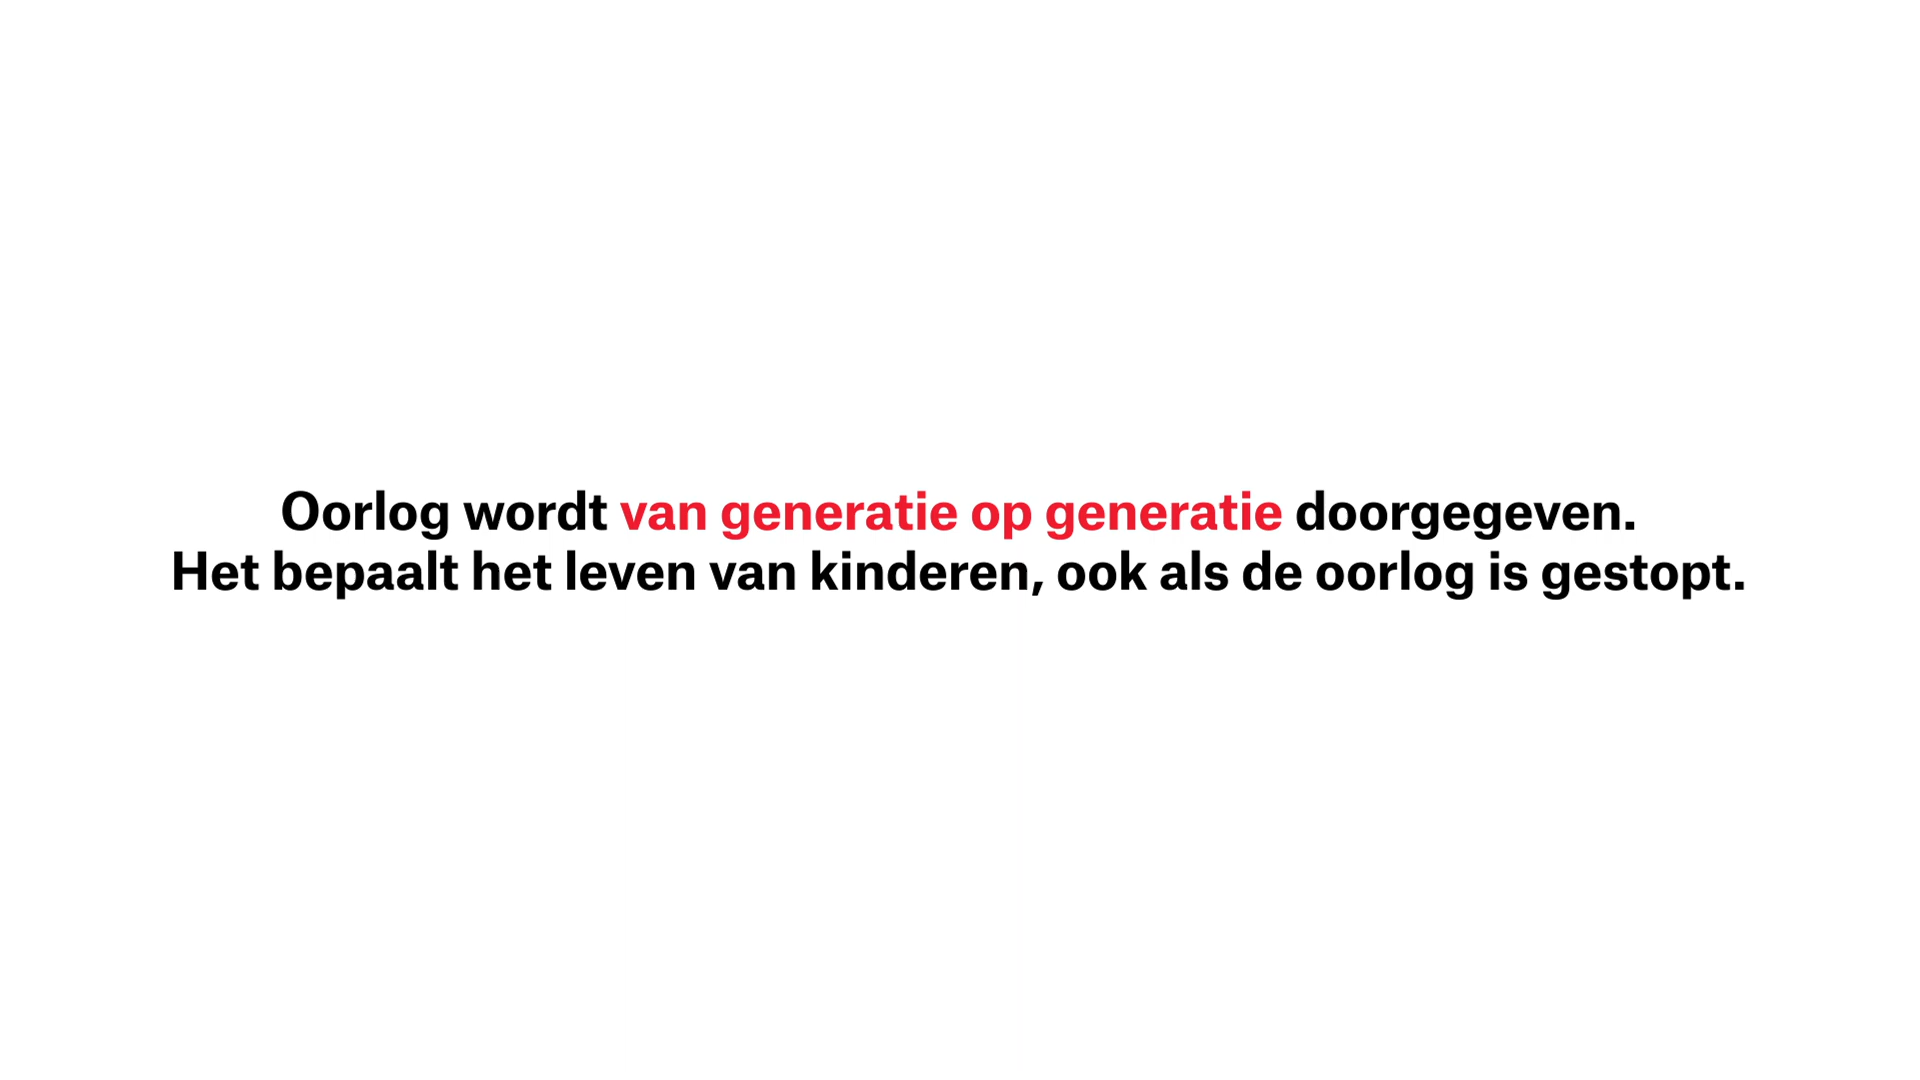 Oorlog wordt van generatie op generatie doorgegeven.
Het bepaalt het leven van kinderen, ook als de oorlog is gestopt.